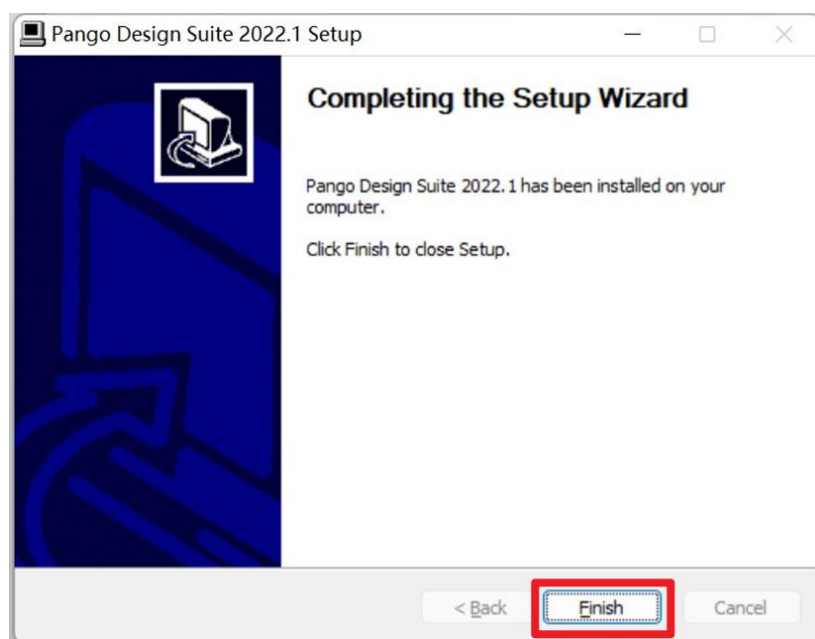 Pango Design Suite 2022.1 Setup
Completing the Setup Wizard
Pango Design Suite 2022.1 has been installed on your
computer.
Click Finish to close Setup.
< Back Finish Cancel